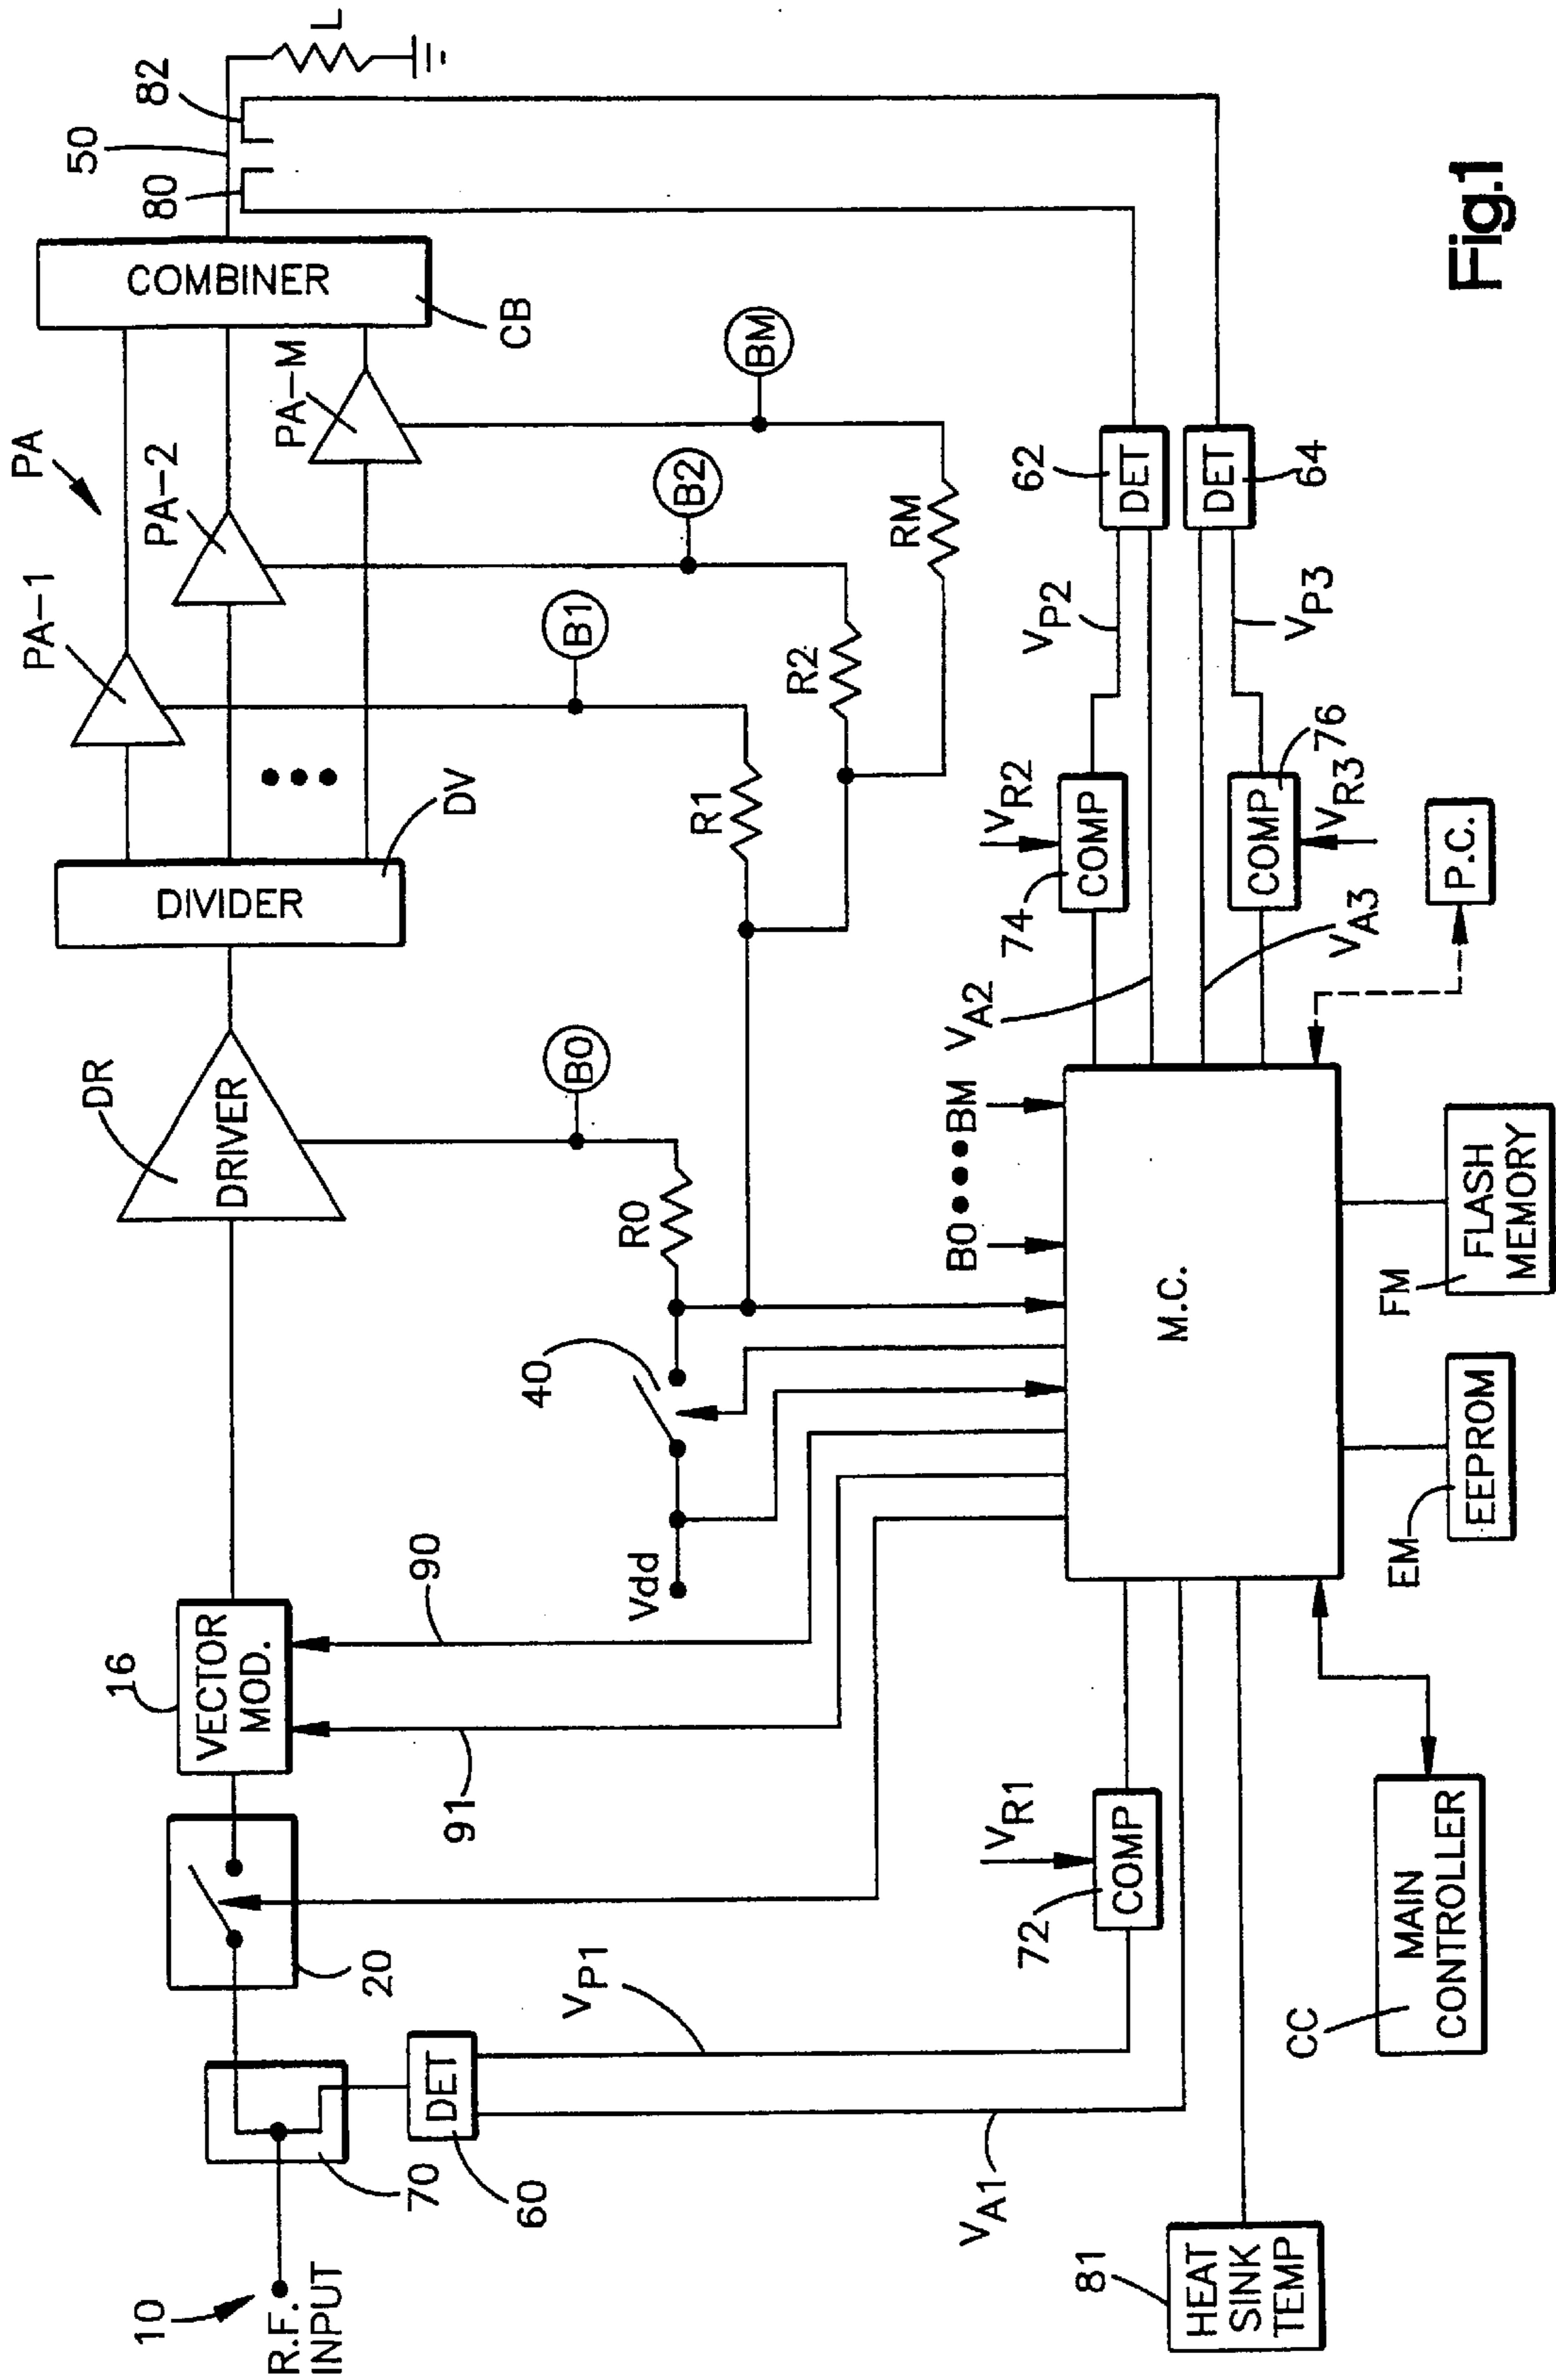 10
R.F.
INPUT
70
DET
60
20
VECTOR
MOD.
16
91
90
DR
DRIVER
DIVIDER
DV
PA
PA-1
PA-2
PA-M
COMBINER
CB
50
80
82
L
Vdd
40
R0
B0
R1
B1
R2
B2
RM
BM
VP1
VA1
VR1
72
COMP
81
HEAT
SINK
TEMP
M.C.
B0 ••• BM
VA2
VA3
74
COMP
VR2
COMP
76
VR3
VP2
VP3
62
DET
DET
64
CC
MAIN
CONTROLLER
EM
EEPROM
FM
FLASH
MEMORY
P.C.
Fig.1